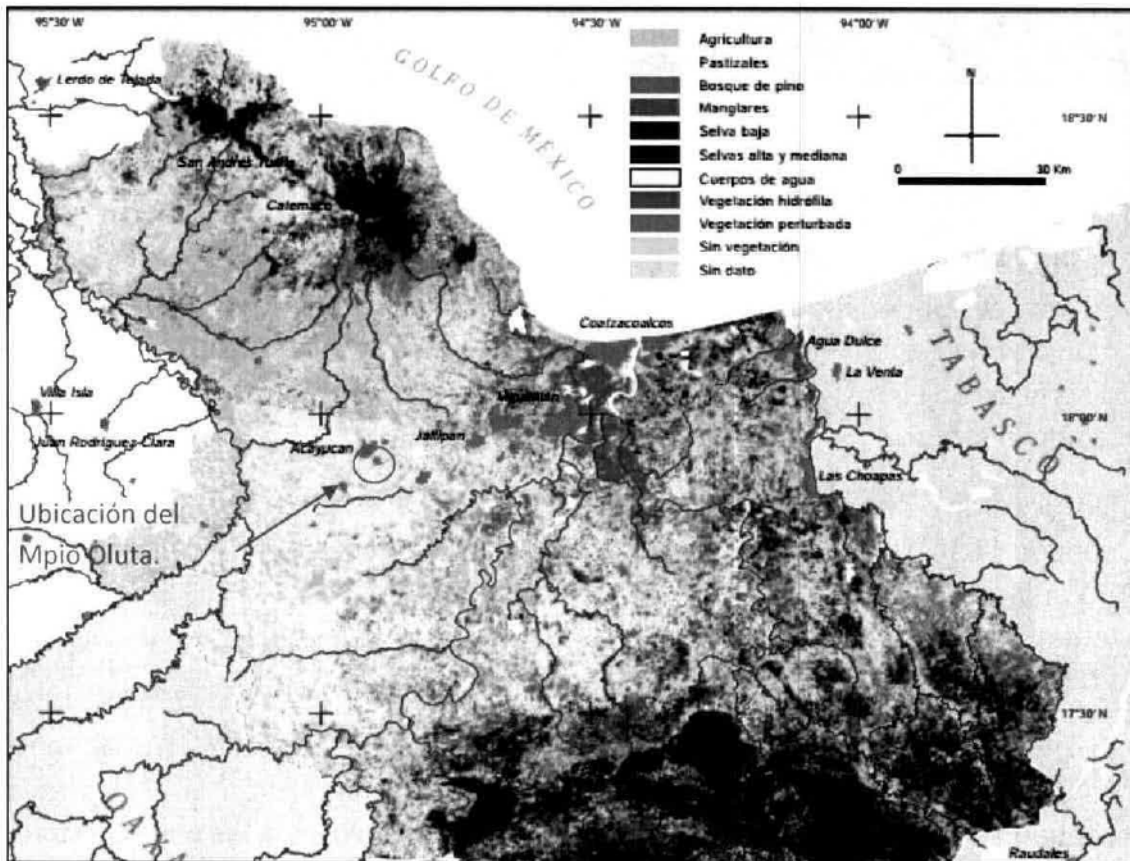 95°30' W
95°00' W
94°30' W
94°00' W
GOLFO DE MÉXICO
Agricultura
Pastizales
Bosque de pino
Manglares
Selva baja
Selvas alta y mediana
Cuerpos de agua
Vegetación hidrófila
Vegetación perturbada
Sin vegetación
Sin dato
N
30 Km
18°30' N
Lerdo de Tejada
San Andrés Tuxtla
Catemaco
Coatzacoalcos
Agua Dulce
La Venta
TABASCO
Villa Isla
18°00' N
Juan Rodríguez Clara
Acayucan
Jáltipan
Las Choapas
Ubicación del
Mpio Oluta.
17°30' N
Raudales